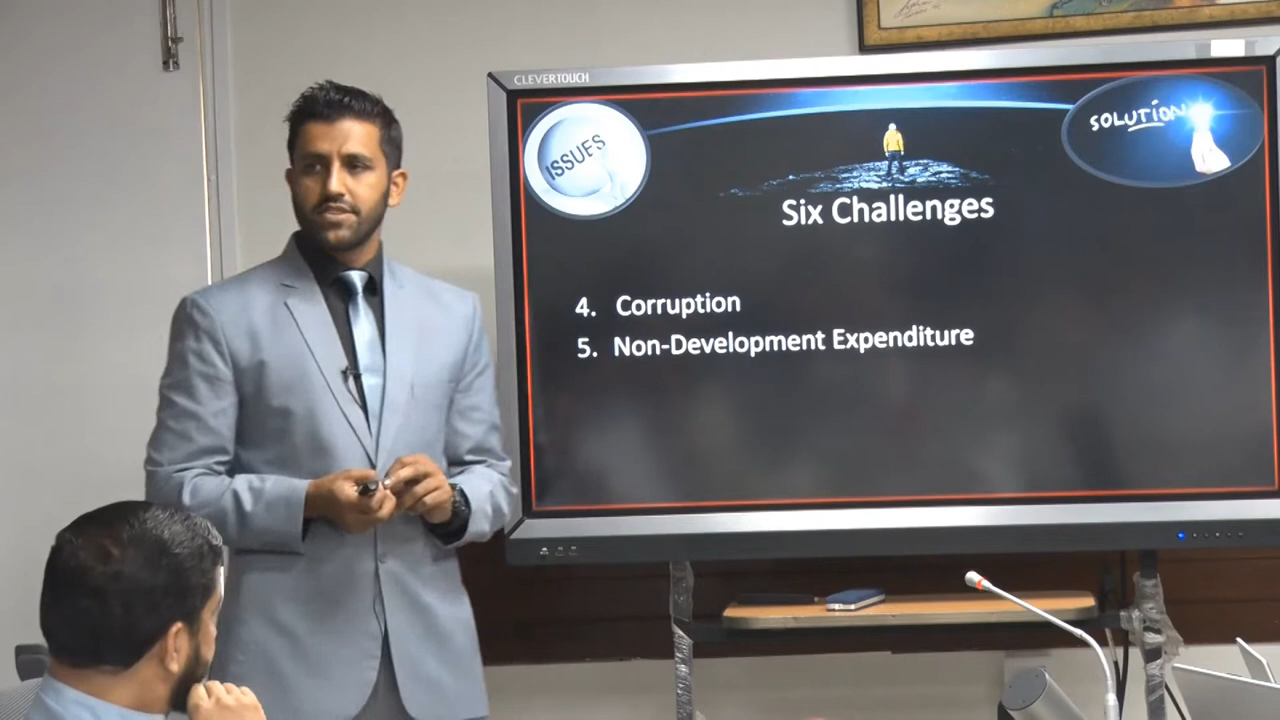 CLEVERTOUCH
ISSUES
SOLUTION
Six Challenges
4. Corruption
5. Non-Development Expenditure